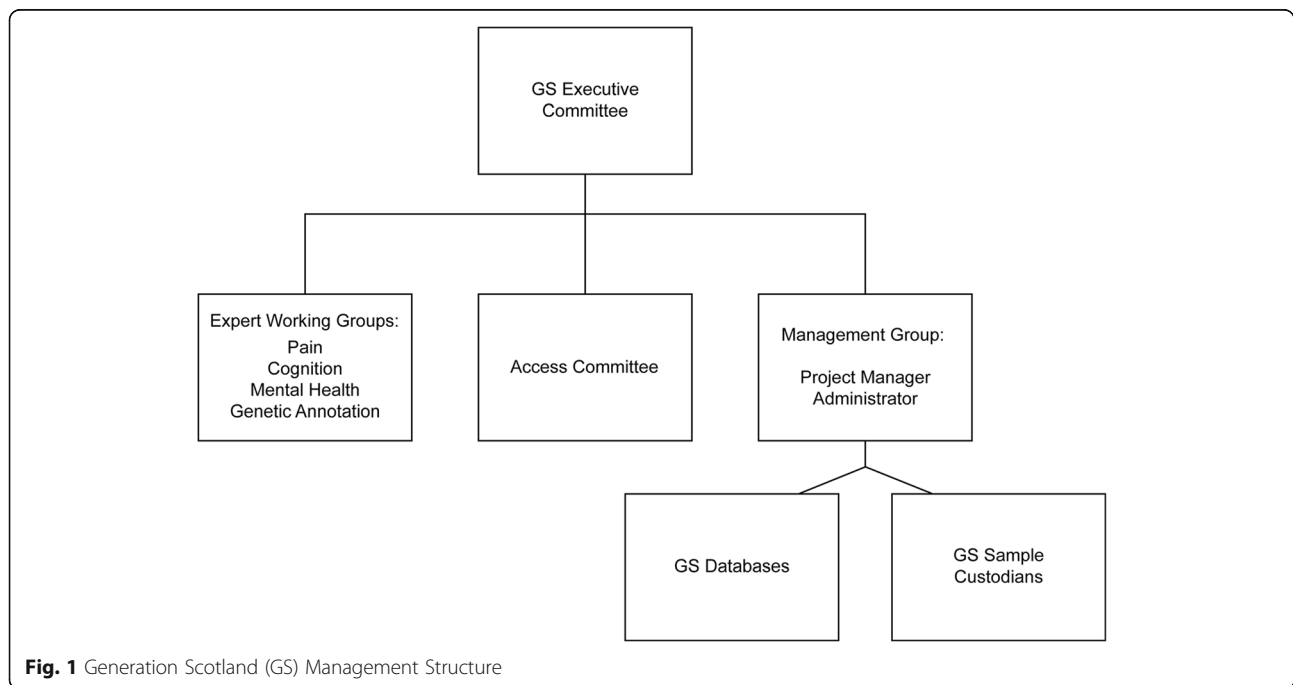 GS Executive
Committee
Expert Working Groups:
Pain
Cognition
Mental Health
Genetic Annotation
Access Committee
Management Group:
Project Manager
Administrator
GS Databases
GS Sample
Custodians
Fig. 1 Generation Scotland (GS) Management Structure